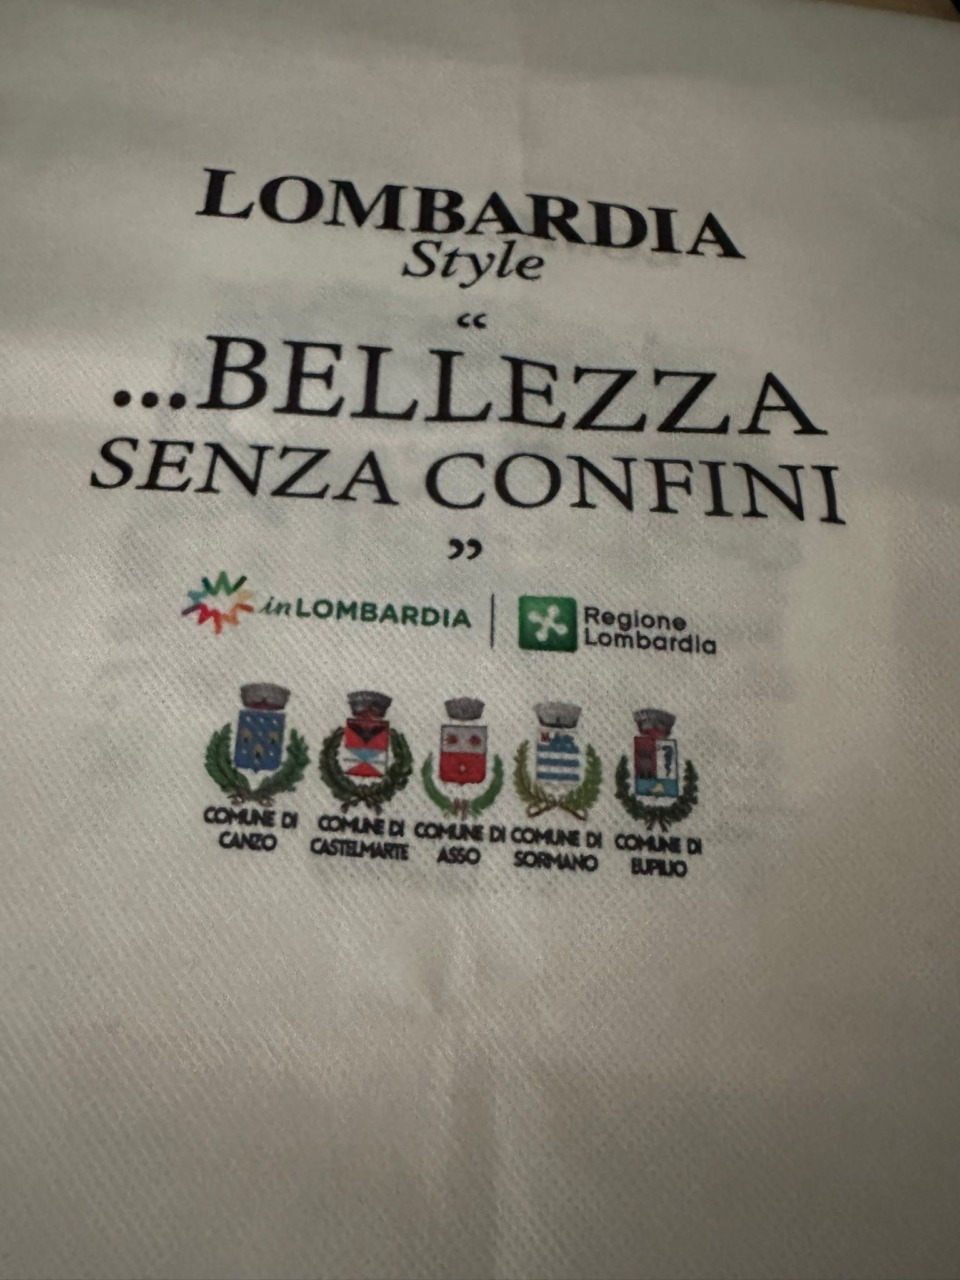 LOMBARDIA
Style
“
...BELLEZZA
SENZA CONFINI
”
inLOMBARDIA
Regione
Lombardia
COMUNE DI
CANZO
COMUNE DI
CASTELMARTE
COMUNE DI
ASSO
COMUNE DI
SORMANO
COMUNE DI
EUPILIO